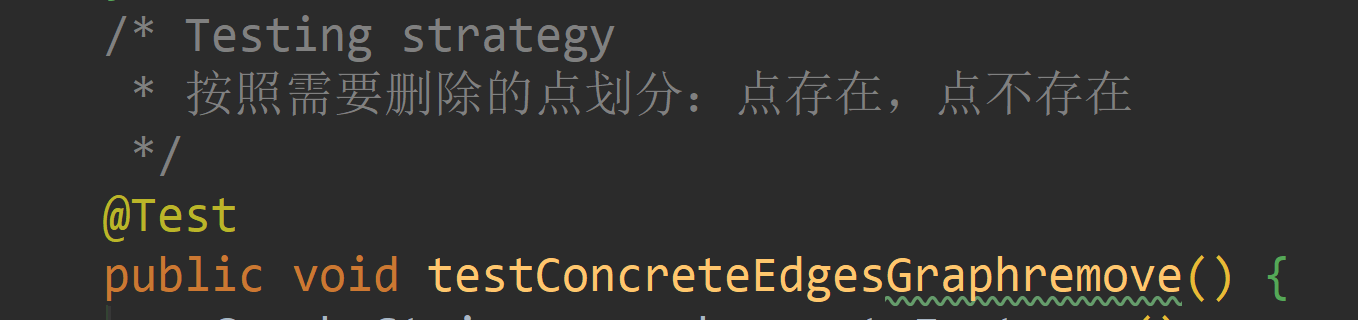 /* Testing strategy
* 按照需要删除的点划分：点存在，点不存在
*/
@Test
public void testConcreteEdgesGraphremove() {